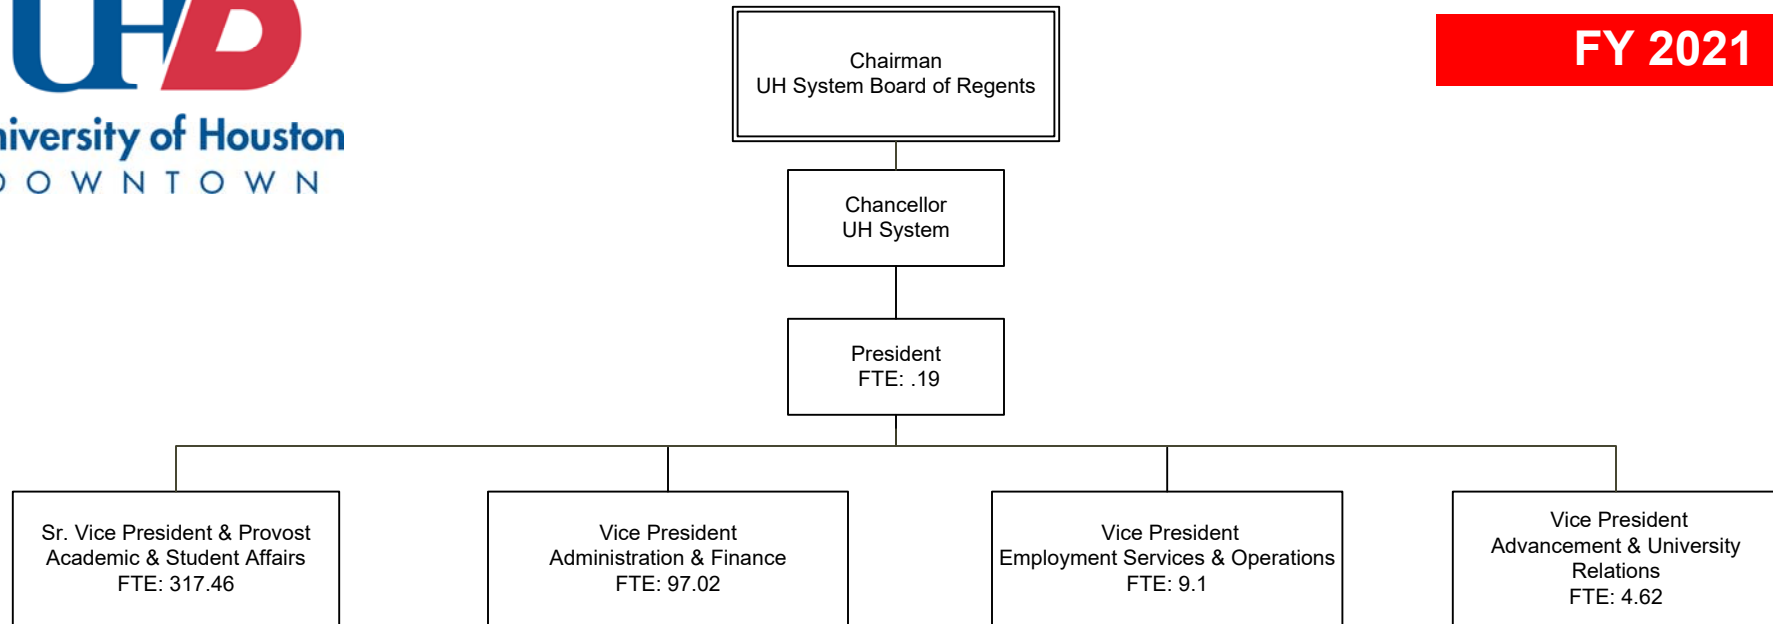 UHD
FY 2021
University of Houston
DOWNTOWN
Chairman
UH System Board of Regents
Chancellor
UH System
President
FTE: .19
Sr. Vice President & Provost
Academic & Student Affairs
FTE: 317.46
Vice President
Administration & Finance
FTE: 97.02
Vice President
Employment Services & Operations
FTE: 9.1
Vice President
Advancement & University
Relations
FTE: 4.62